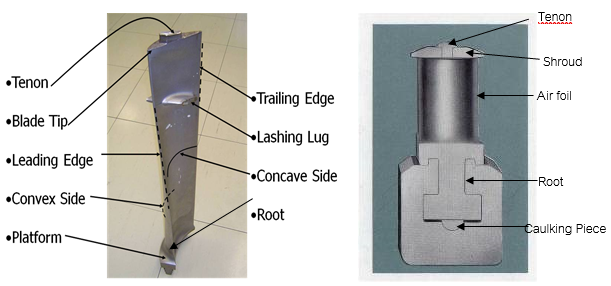 •Tenon
•Blade Tip
•Leading Edge
•Convex Side
•Platform
•Trailing Edge
•Lashing Lug
•Concave Side
•Root
Tenon
Shroud
Air foil
Root
Caulking Piece